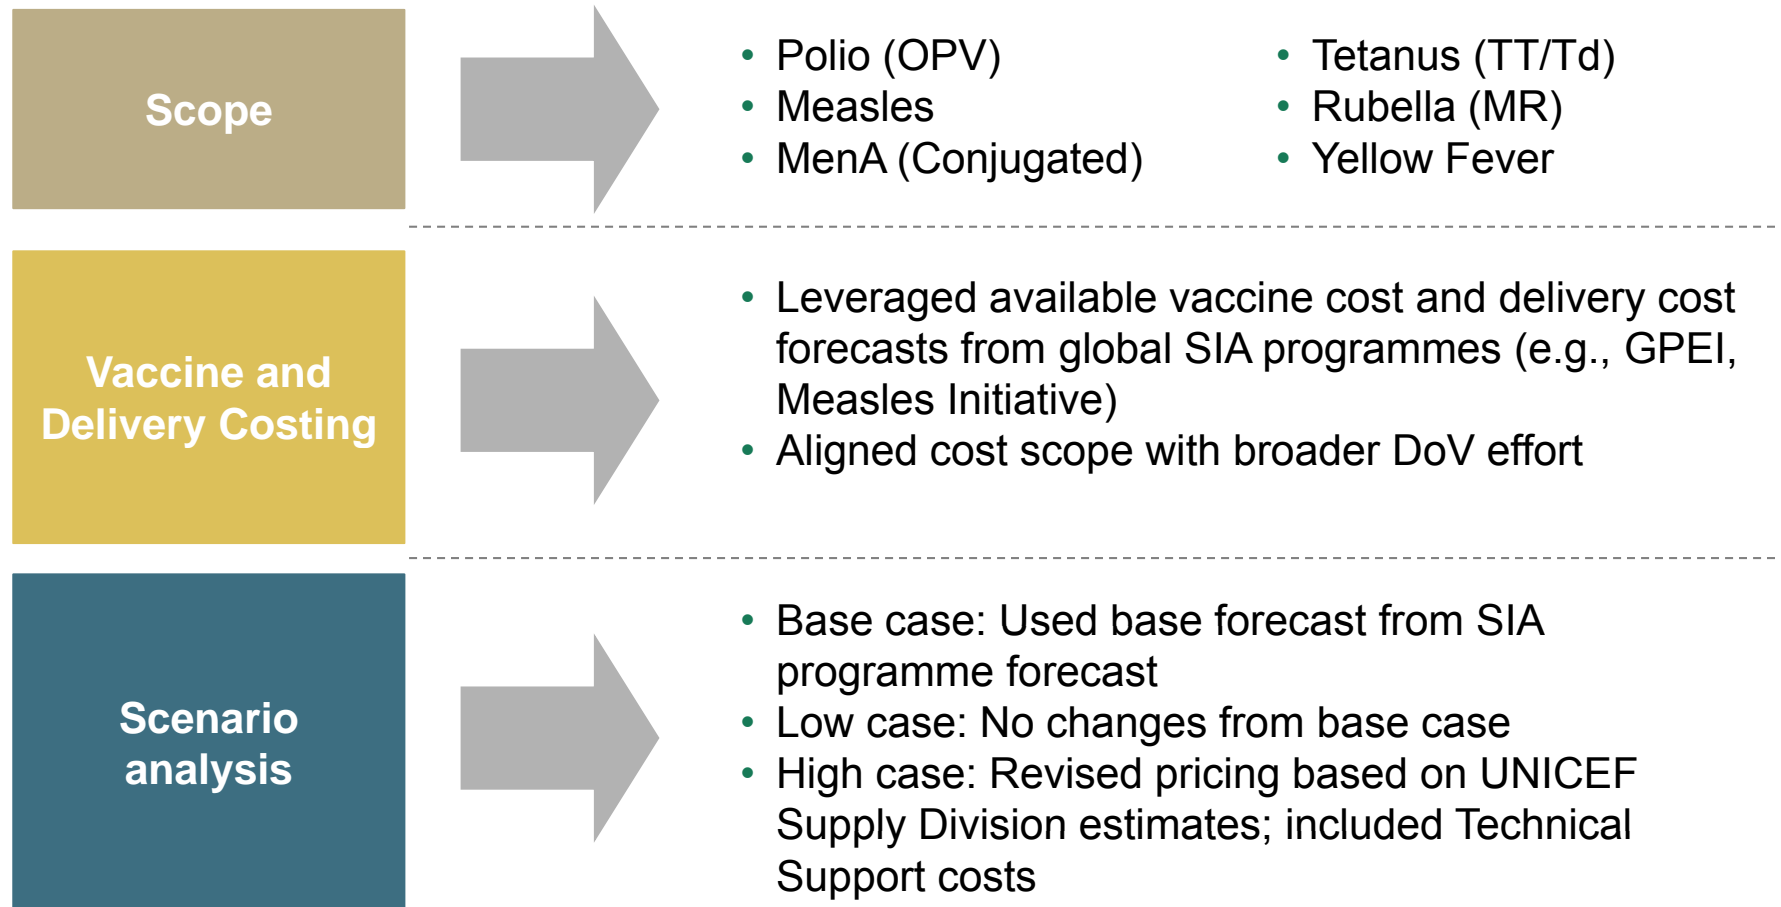 Scope
• Polio (OPV)
• Measles
• MenA (Conjugated)
• Tetanus (TT/Td)
• Rubella (MR)
• Yellow Fever
Vaccine and
Delivery Costing
• Leveraged available vaccine cost and delivery cost
forecasts from global SIA programmes (e.g., GPEI,
Measles Initiative)
• Aligned cost scope with broader DoV effort
Scenario
analysis
• Base case: Used base forecast from SIA
programme forecast
• Low case: No changes from base case
• High case: Revised pricing based on UNICEF
Supply Division estimates; included Technical
Support costs